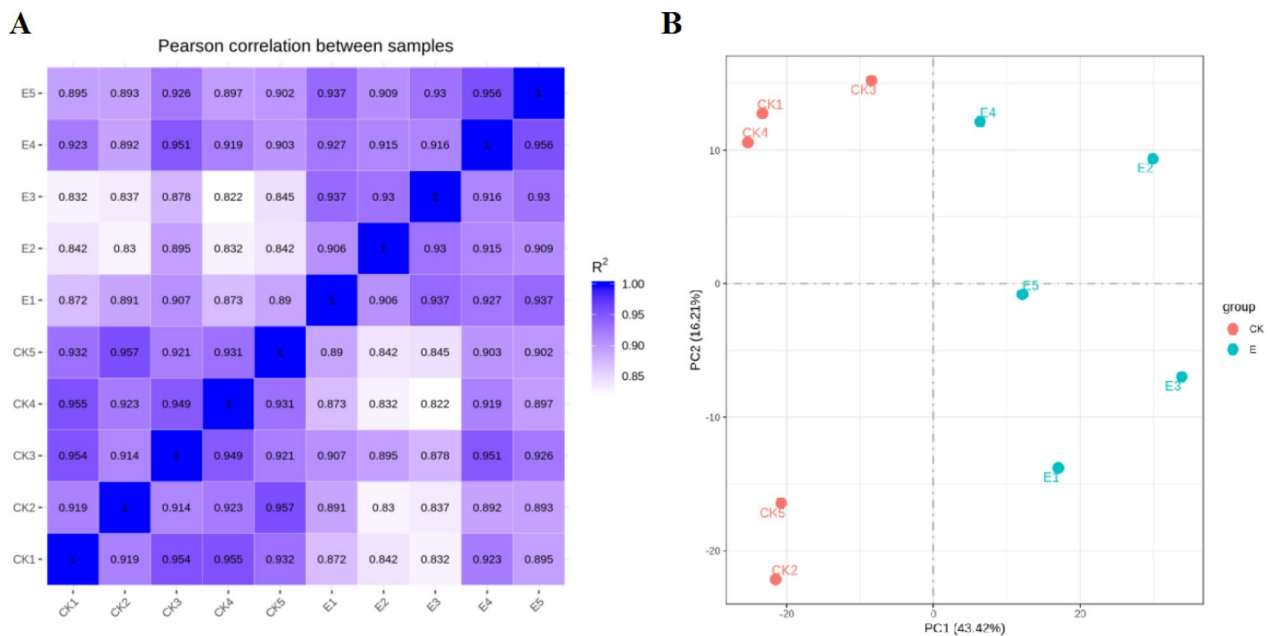 A
B
Pearson correlation between samples
E5 0.895 0.893 0.926 0.897 0.902 0.937 0.909 0.93 0.956 1
E4 0.923 0.892 0.951 0.919 0.903 0.927 0.915 0.916 1 0.956
E3 0.832 0.837 0.878 0.822 0.845 0.937 0.93 1 0.916 0.93
E2 0.842 0.83 0.895 0.832 0.842 0.906 1 0.93 0.915 0.909
E1 0.872 0.891 0.907 0.873 0.89 1 0.906 0.937 0.927 0.937
CK5 0.932 0.957 0.921 0.931 1 0.89 0.842 0.845 0.903 0.902
CK4 0.955 0.923 0.949 1 0.931 0.873 0.832 0.822 0.919 0.897
CK3 0.954 0.914 1 0.949 0.921 0.907 0.895 0.878 0.951 0.926
CK2 0.919 1 0.914 0.923 0.957 0.891 0.83 0.837 0.892 0.893
CK1 1 0.919 0.954 0.955 0.932 0.872 0.842 0.832 0.923 0.895
CK1 CK2 CK3 CK4 CK5 E1 E2 E3 E4 E5
R²
1.00
0.95
0.90
0.85
PC2 (16.21%)
10
0
-10
-20
CK3
CK1
CK4
E4
E2
E5
E3
E1
CK5
CK2
-20 0 20
PC1 (43.42%)
group
CK
E